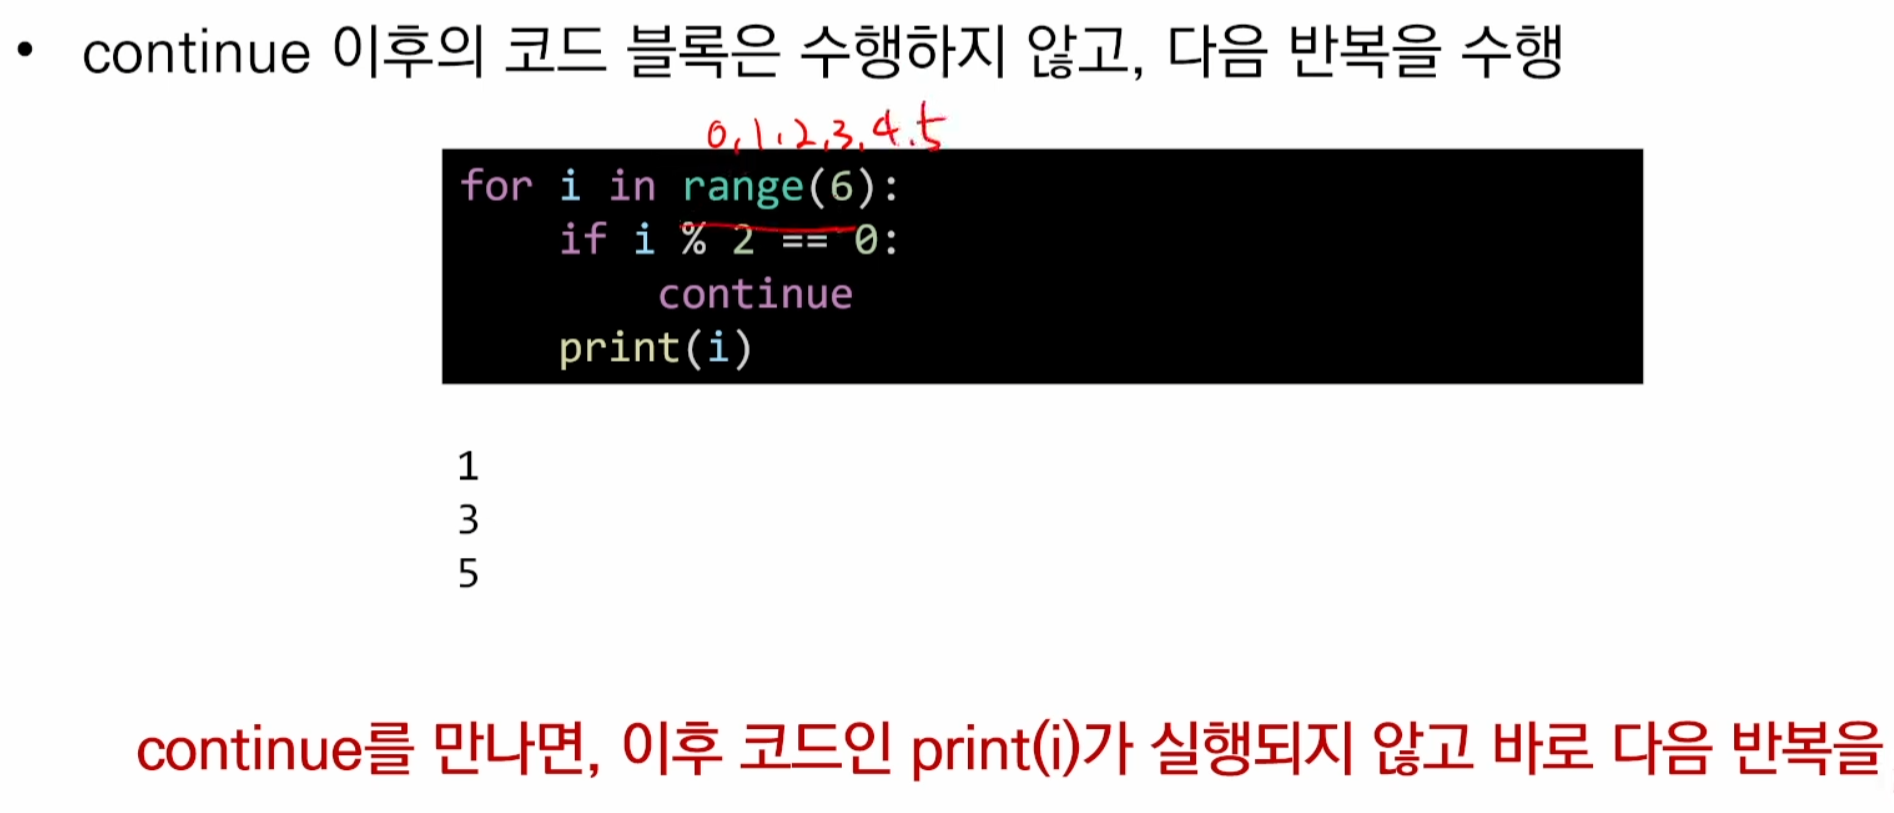 • continue 이후의 코드 블록은 수행하지 않고, 다음 반복을 수행
0, 1, 2, 3, 4, 5
for i in range(6):
    if i % 2 == 0:
        continue
    print(i)
1
3
5
continue를 만나면, 이후 코드인 print(i)가 실행되지 않고 바로 다음 반복을